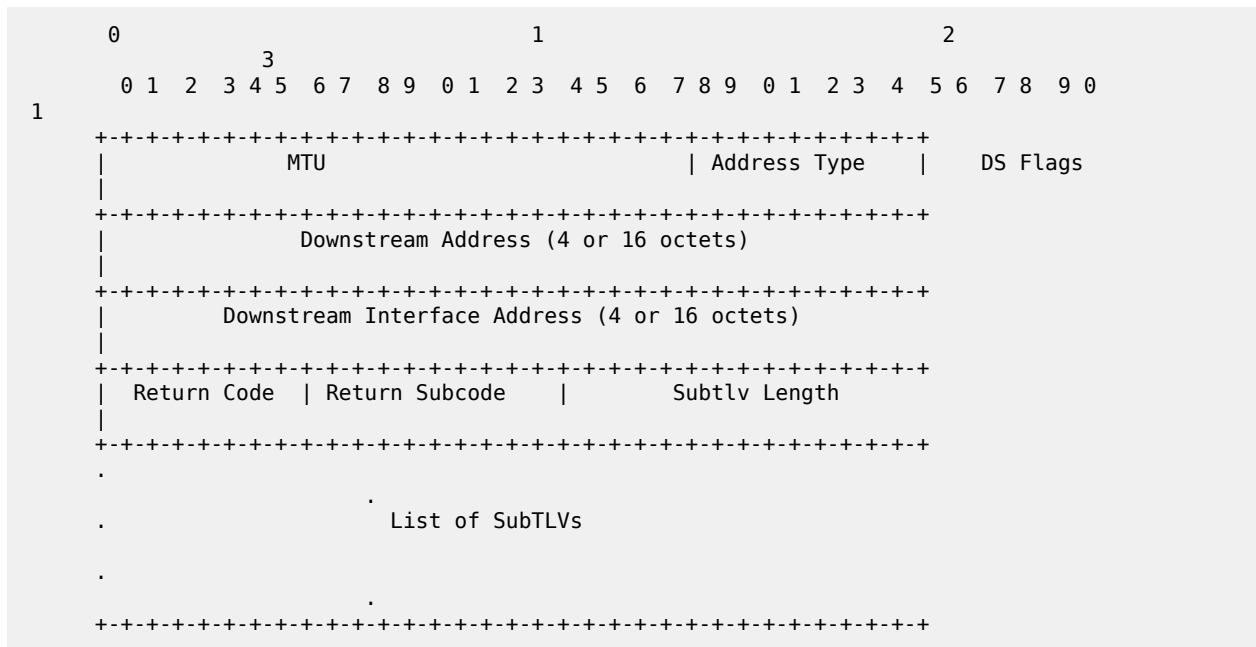 0 1 2
3
0 1 2 3 4 5 6 7 8 9 0 1 2 3 4 5 6 7 8 9 0 1 2 3 4 5 6 7 8 9 0
1
+-+-+-+-+-+-+-+-+-+-+-+-+-+-+-+-+-+-+-+-+-+-+-+-+-+-+-+-+-+-+-+-+
| MTU | Address Type | DS Flags
|
+-+-+-+-+-+-+-+-+-+-+-+-+-+-+-+-+-+-+-+-+-+-+-+-+-+-+-+-+-+-+-+-+
| Downstream Address (4 or 16 octets)
|
+-+-+-+-+-+-+-+-+-+-+-+-+-+-+-+-+-+-+-+-+-+-+-+-+-+-+-+-+-+-+-+-+
| Downstream Interface Address (4 or 16 octets)
|
+-+-+-+-+-+-+-+-+-+-+-+-+-+-+-+-+-+-+-+-+-+-+-+-+-+-+-+-+-+-+-+-+
| Return Code | Return Subcode | Subtlv Length
|
+-+-+-+-+-+-+-+-+-+-+-+-+-+-+-+-+-+-+-+-+-+-+-+-+-+-+-+-+-+-+-+-+
.
.
. List of SubTLVs
.
.
+-+-+-+-+-+-+-+-+-+-+-+-+-+-+-+-+-+-+-+-+-+-+-+-+-+-+-+-+-+-+-+-+